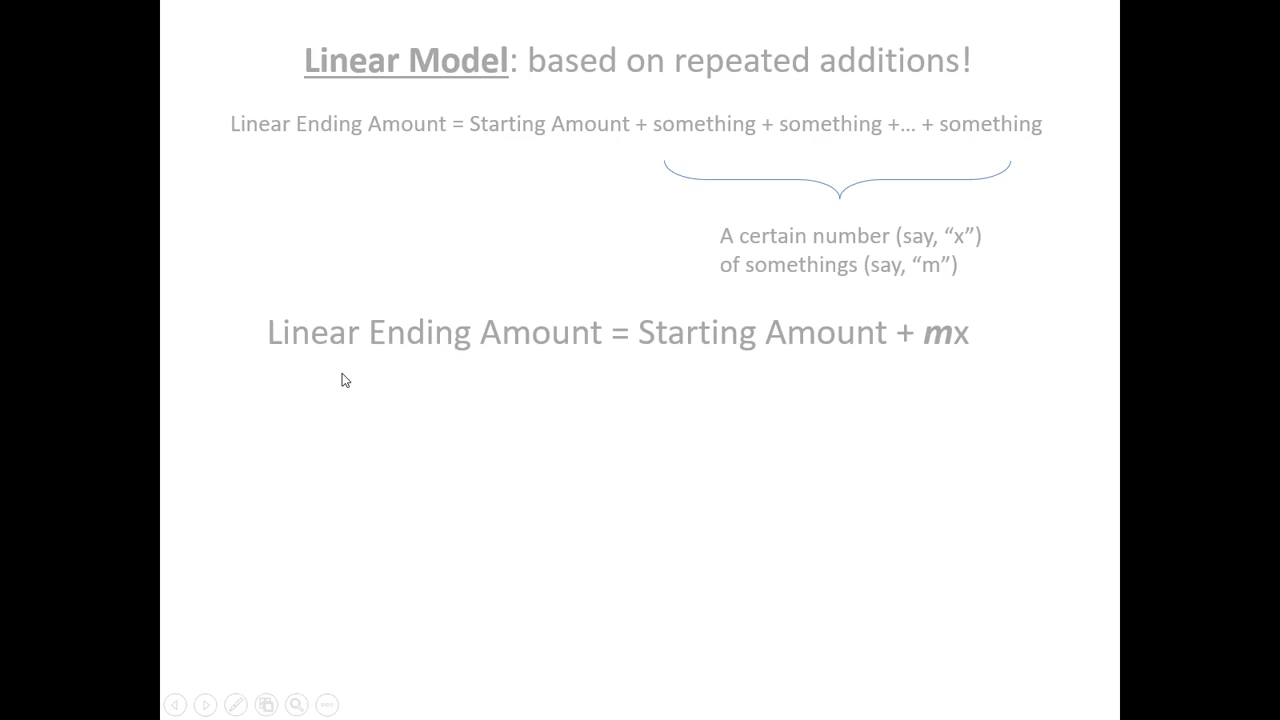 Linear Model: based on repeated additions!
Linear Ending Amount = Starting Amount + something + something +... + something
A certain number (say, “x”)
of somethings (say, “m”)
Linear Ending Amount = Starting Amount + mx